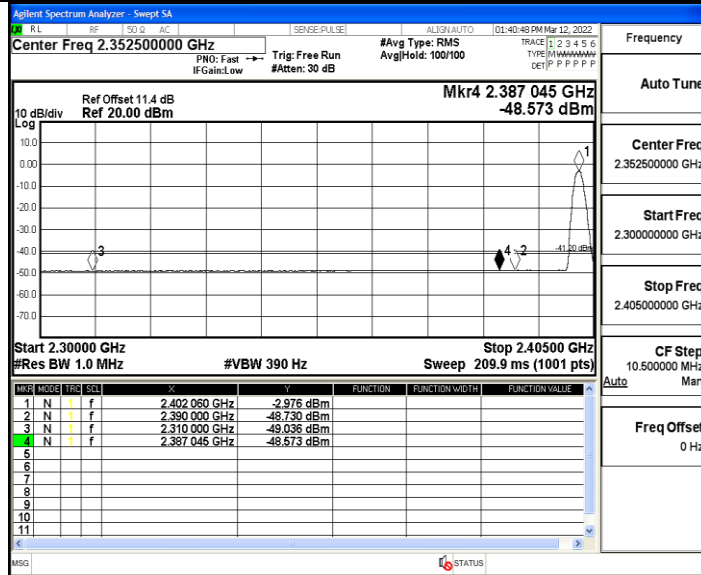 Agilent Spectrum Analyzer - Swept SA
RL RF 50 Ω AC SENSE:PULSE ALIGN AUTO 01:40:48 PM Mar 12, 2022
Center Freq 2.352500000 GHz
PNO: Fast Trig: Free Run
IFGain:Low #Atten: 30 dB
#Avg Type: RMS
Avg|Hold: 100/100
TRACE 1 2 3 4 5 6
TYPE M
DET P P P P P P
Frequency
Auto Tune
Center Freq
2.352500000 GHz
Start Freq
2.300000000 GHz
Stop Freq
2.405000000 GHz
CF Step
10.500000 MHz
Auto Man
Freq Offset
0 Hz
Mkr4 2.387 045 GHz
-48.573 dBm
Ref Offset 11.4 dB
10 dB/div Ref 20.00 dBm
Log
10.0
0.00
-10.0
-20.0
-30.0
-40.0
-50.0
-60.0
-70.0
1
3
4
2
-41.20 dBm
Start 2.30000 GHz Stop 2.40500 GHz
#Res BW 1.0 MHz #VBW 390 Hz Sweep 209.9 ms (1001 pts)
MKR MODE TRC SCL X Y FUNCTION FUNCTION WIDTH FUNCTION VALUE
1 N 1 f 2.402 060 GHz -2.976 dBm
2 N 1 f 2.390 000 GHz -48.730 dBm
3 N 1 f 2.310 000 GHz -49.036 dBm
4 N 1 f 2.387 045 GHz -48.573 dBm
5
6
7
8
9
10
11
MSG STATUS